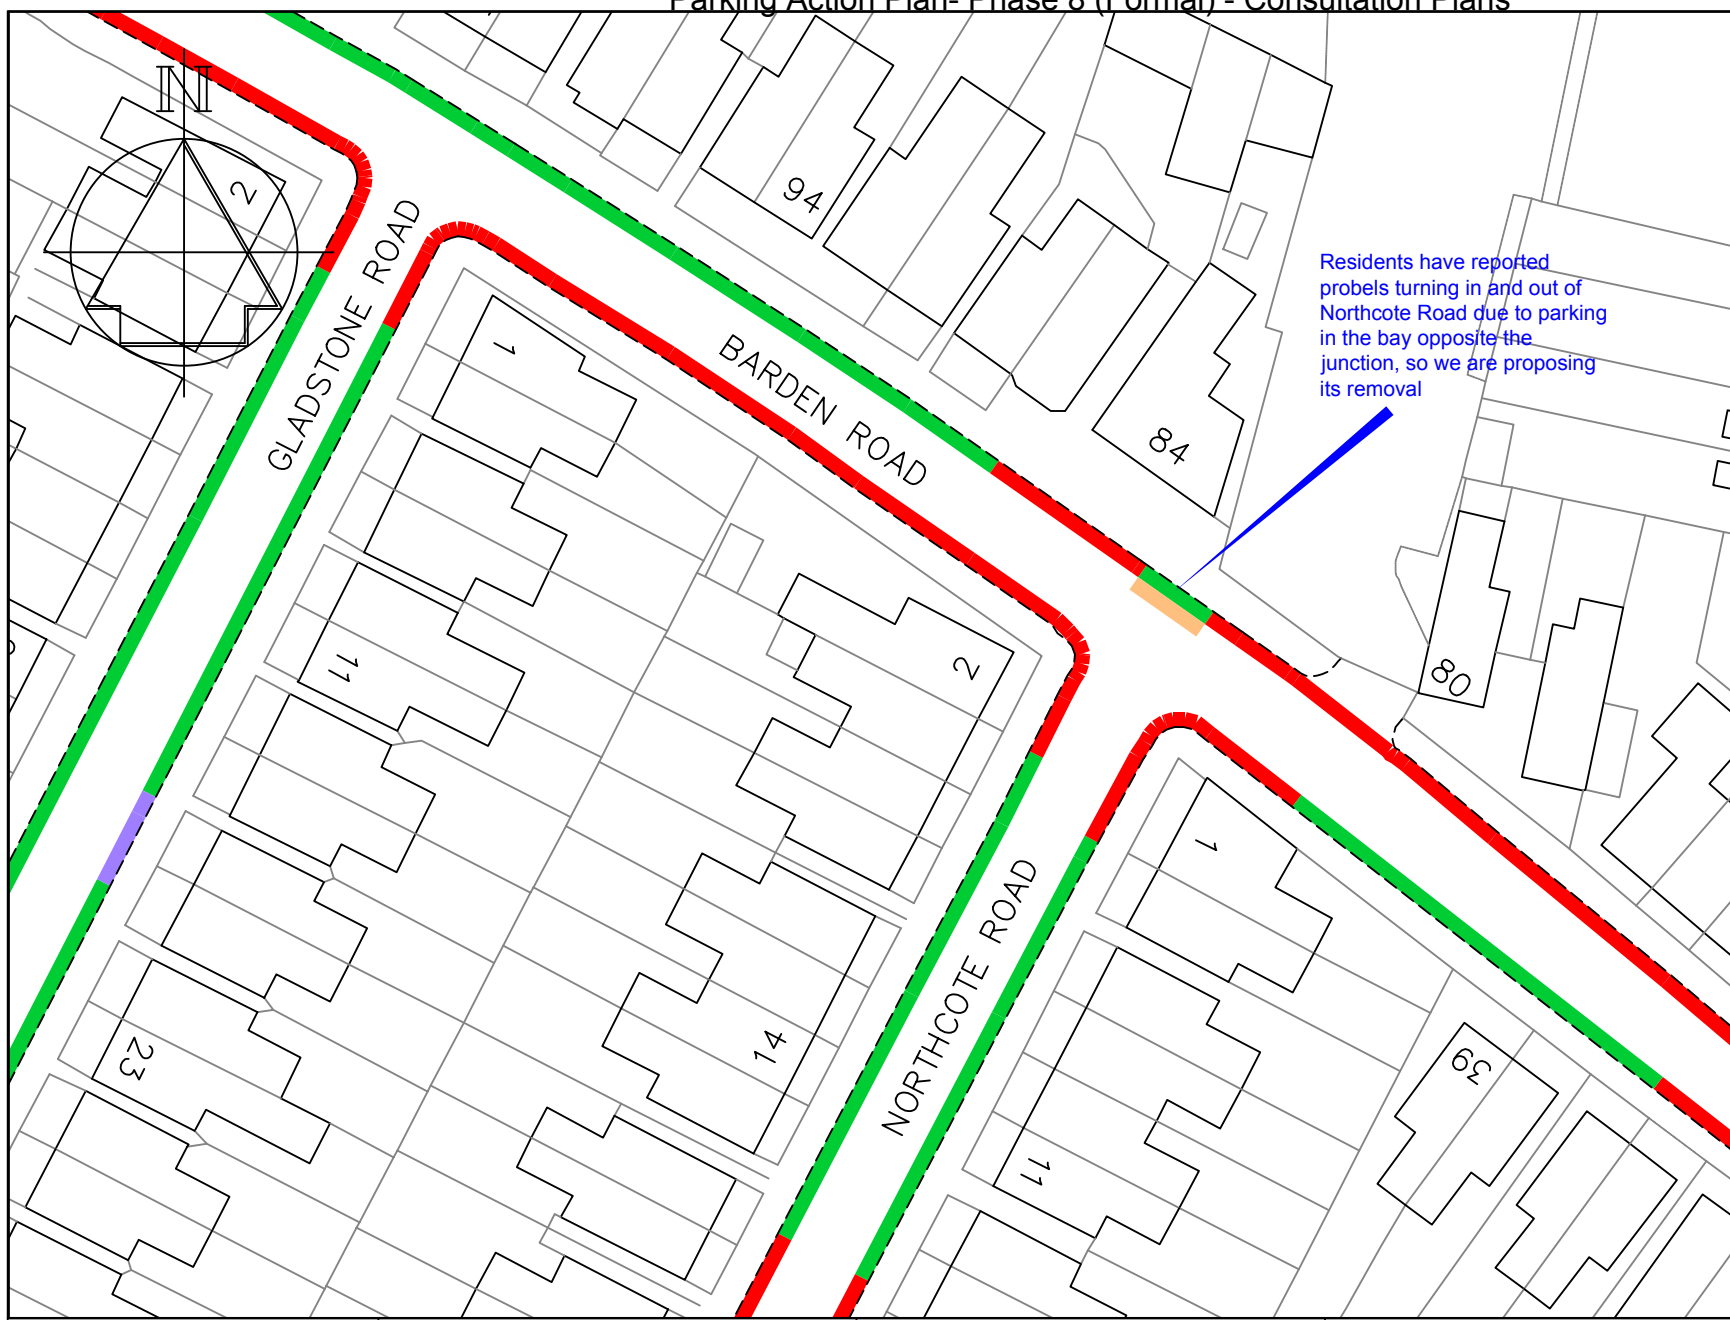 Parking Action Plan- Phase 8 (Formal) - Consultation Plans
N
2
GLADSTONE ROAD
94
1
BARDEN ROAD
84
Residents have reported
probels turning in and out of
Northcote Road due to parking
in the bay opposite the
junction, so we are proposing
its removal
11
2
80
1
NORTHCOTE ROAD
14
23
39
11